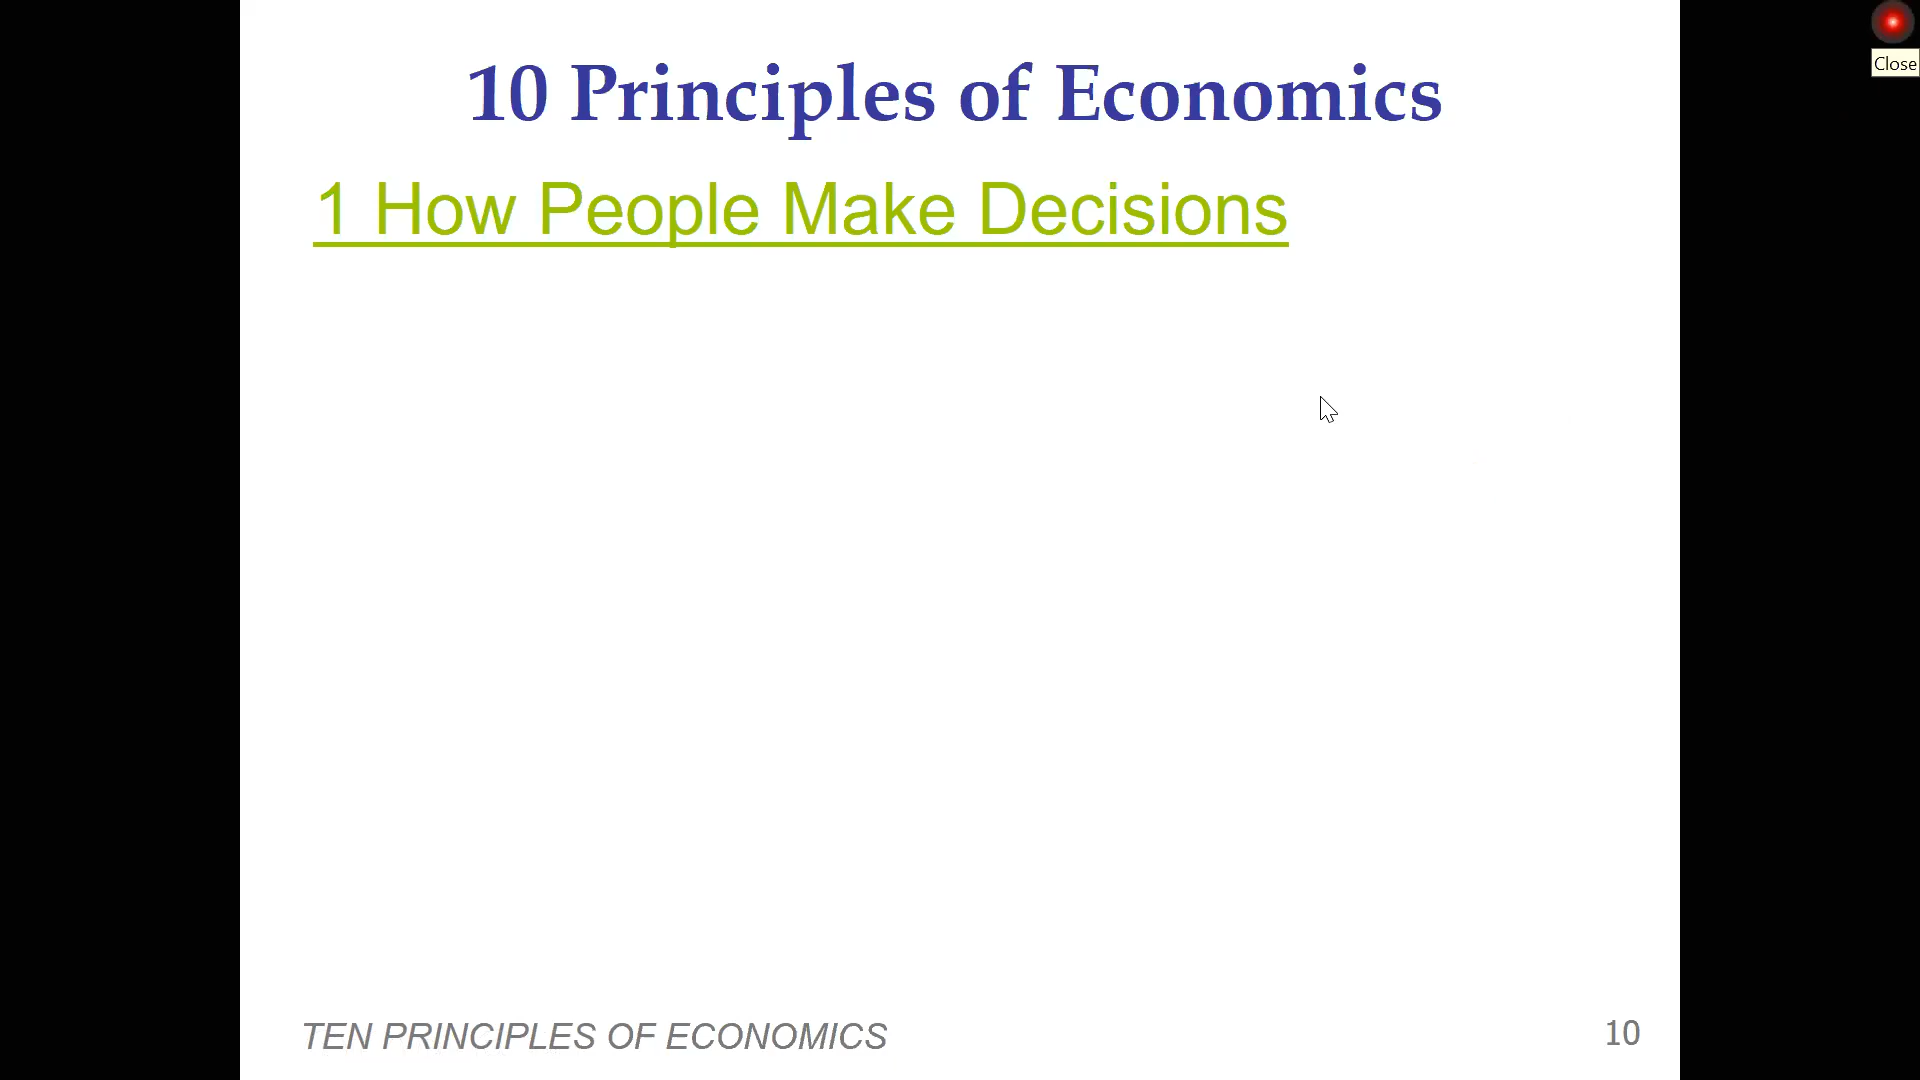 10 Principles of Economics
Close
1 How People Make Decisions
TEN PRINCIPLES OF ECONOMICS
10